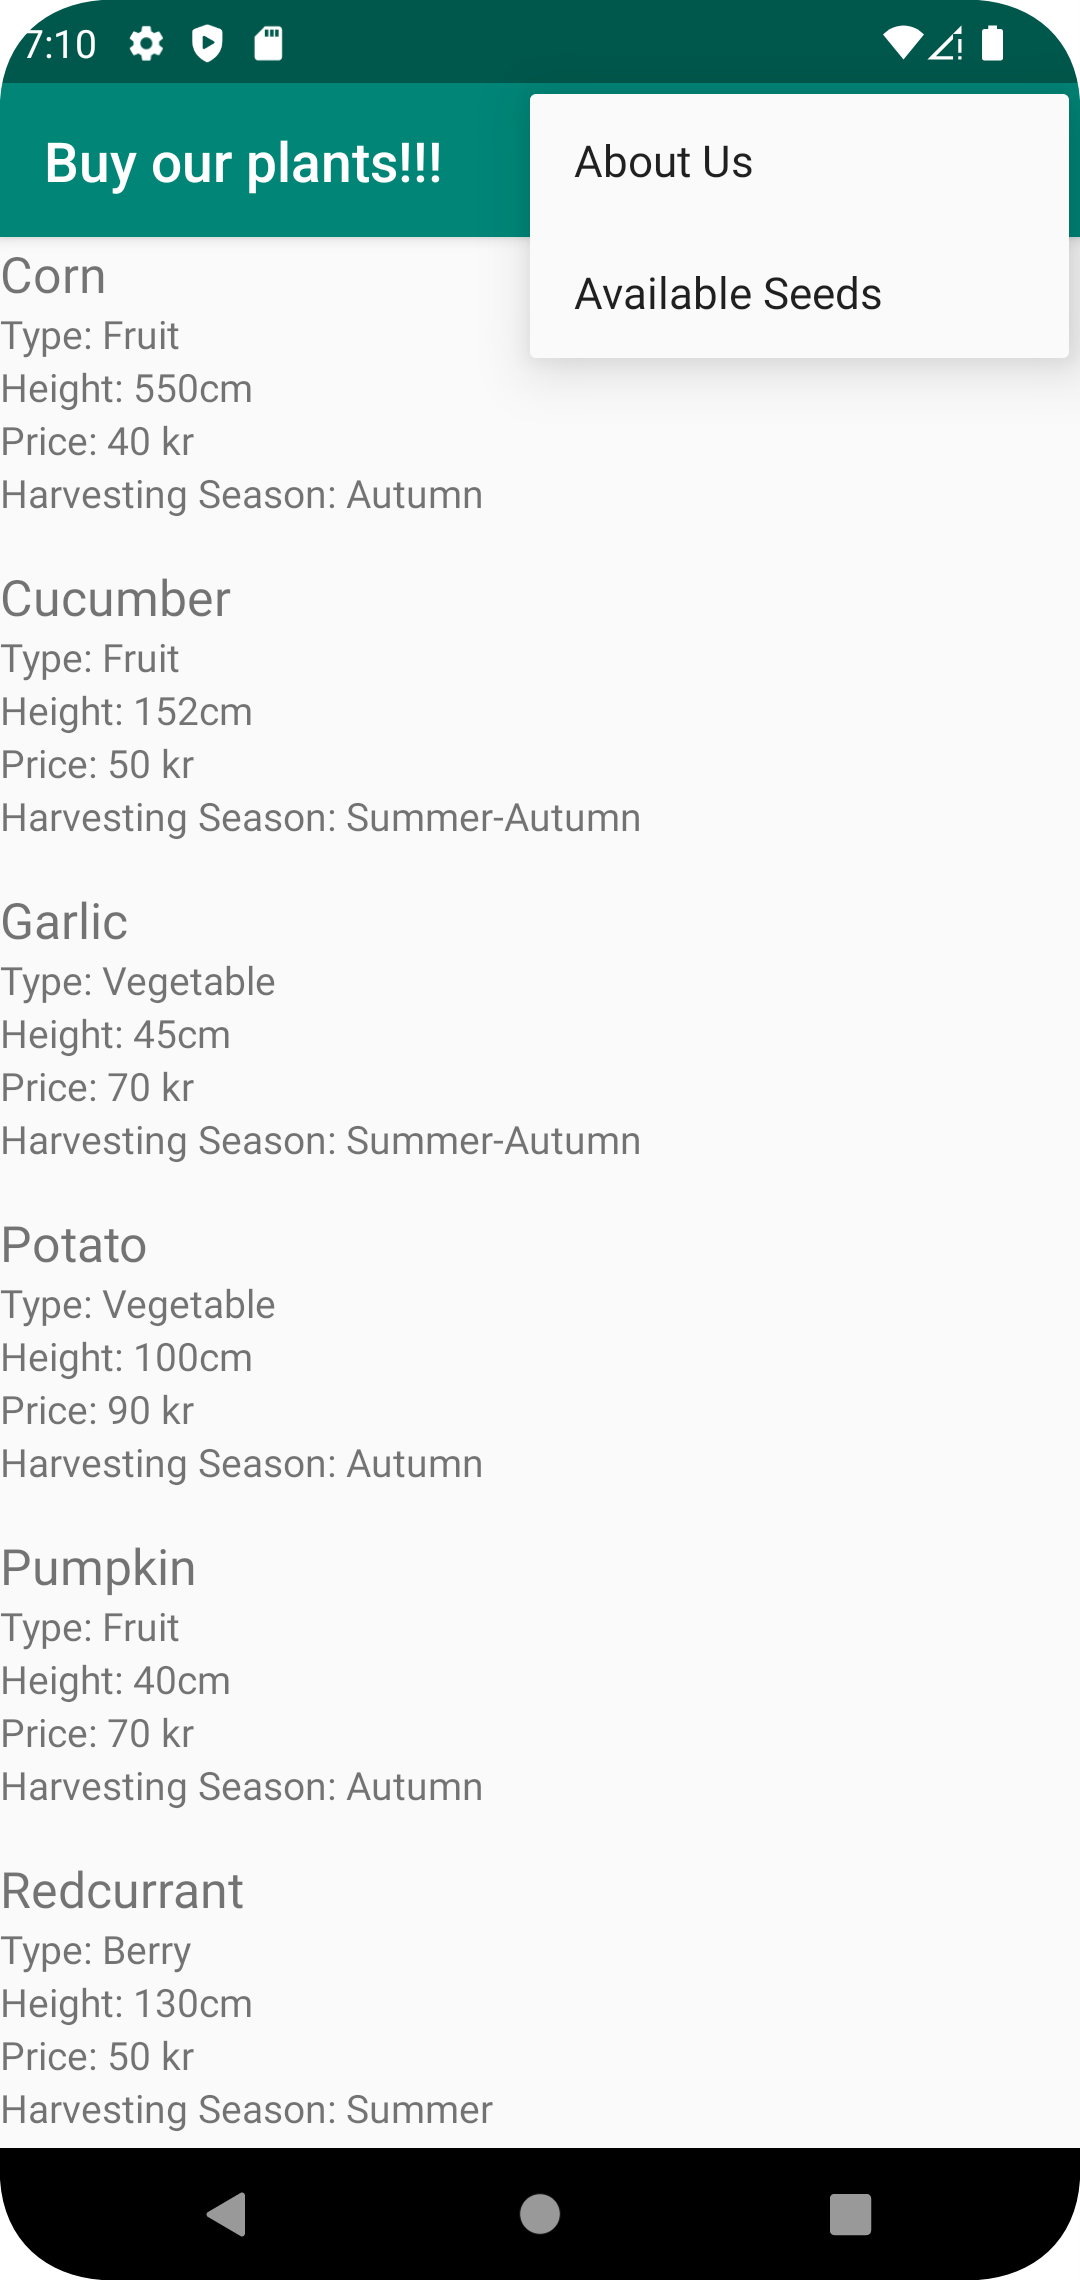 7:10
Buy our plants!!!
About Us
Available Seeds
Corn
Type: Fruit
Height: 550cm
Price: 40 kr
Harvesting Season: Autumn
Cucumber
Type: Fruit
Height: 152cm
Price: 50 kr
Harvesting Season: Summer-Autumn
Garlic
Type: Vegetable
Height: 45cm
Price: 70 kr
Harvesting Season: Summer-Autumn
Potato
Type: Vegetable
Height: 100cm
Price: 90 kr
Harvesting Season: Autumn
Pumpkin
Type: Fruit
Height: 40cm
Price: 70 kr
Harvesting Season: Autumn
Redcurrant
Type: Berry
Height: 130cm
Price: 50 kr
Harvesting Season: Summer